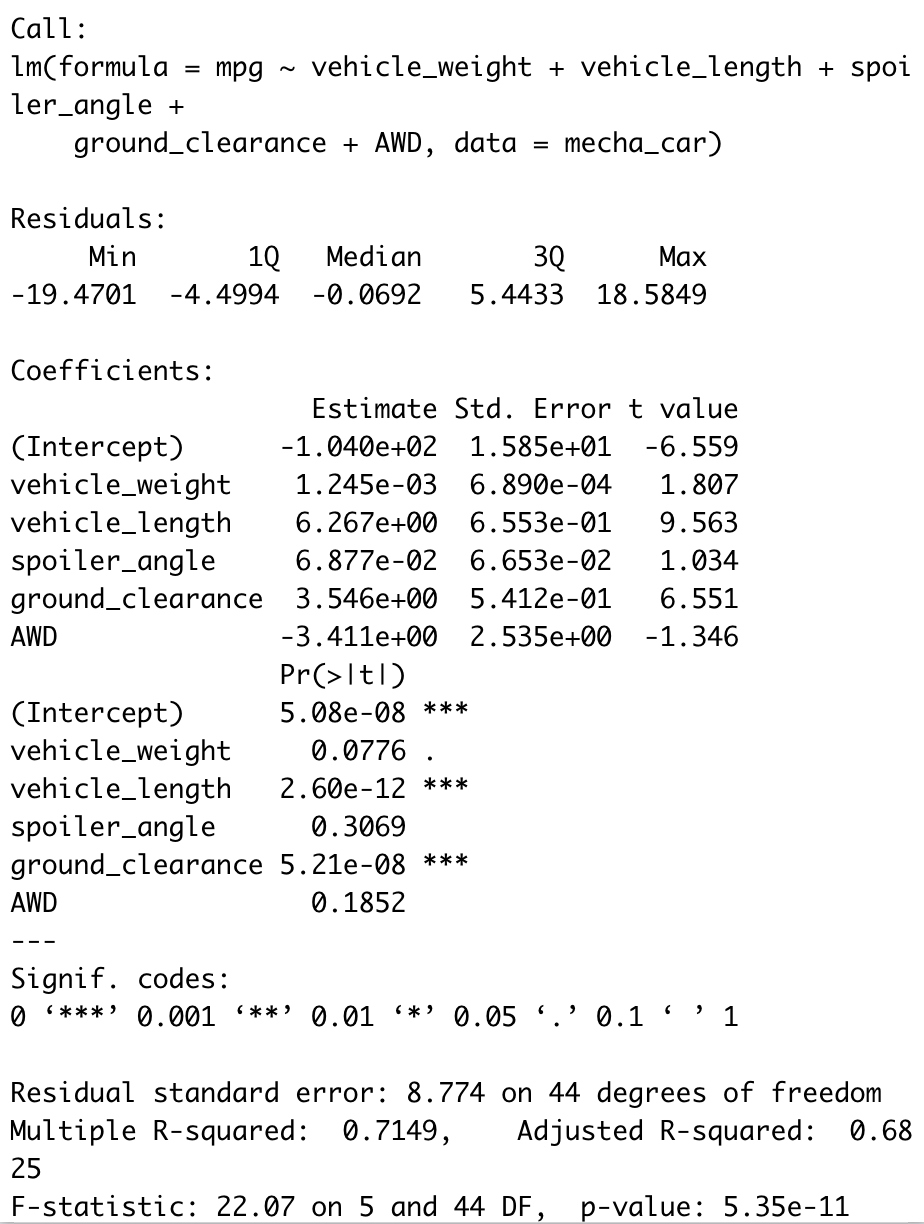 Call:
lm(formula = mpg ~ vehicle_weight + vehicle_length + spoi
ler_angle +
    ground_clearance + AWD, data = mecha_car)

Residuals:
     Min       1Q   Median       3Q      Max
-19.4701  -4.4994  -0.0692   5.4433  18.5849

Coefficients:
                   Estimate Std. Error t value
(Intercept)      -1.040e+02  1.585e+01  -6.559
vehicle_weight    1.245e-03  6.890e-04   1.807
vehicle_length    6.267e+00  6.553e-01   9.563
spoiler_angle     6.877e-02  6.653e-02   1.034
ground_clearance  3.546e+00  5.412e-01   6.551
AWD              -3.411e+00  2.535e+00  -1.346
                 Pr(>|t|)
(Intercept)      5.08e-08 ***
vehicle_weight     0.0776 .
vehicle_length   2.60e-12 ***
spoiler_angle      0.3069
ground_clearance 5.21e-08 ***
AWD                0.1852
---
Signif. codes:
0 ‘***’ 0.001 ‘**’ 0.01 ‘*’ 0.05 ‘.’ 0.1 ‘ ’ 1

Residual standard error: 8.774 on 44 degrees of freedom
Multiple R-squared:  0.7149,    Adjusted R-squared:  0.68
25
F-statistic: 22.07 on 5 and 44 DF,  p-value: 5.35e-11